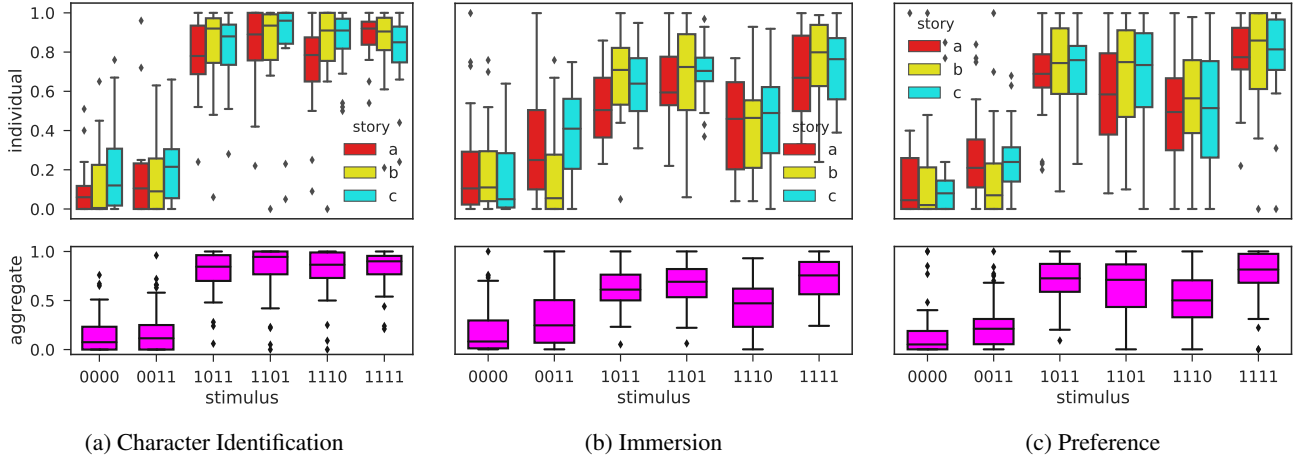 individual
1.0
0.8
0.6
0.4
0.2
0.0
story
a
b
c
story
a
b
c
story
a
b
c
aggregate
1.0
0.5
0.0
0000 0011 1011 1101 1110 1111
stimulus
0000 0011 1011 1101 1110 1111
stimulus
0000 0011 1011 1101 1110 1111
stimulus
(a) Character Identification
(b) Immersion
(c) Preference